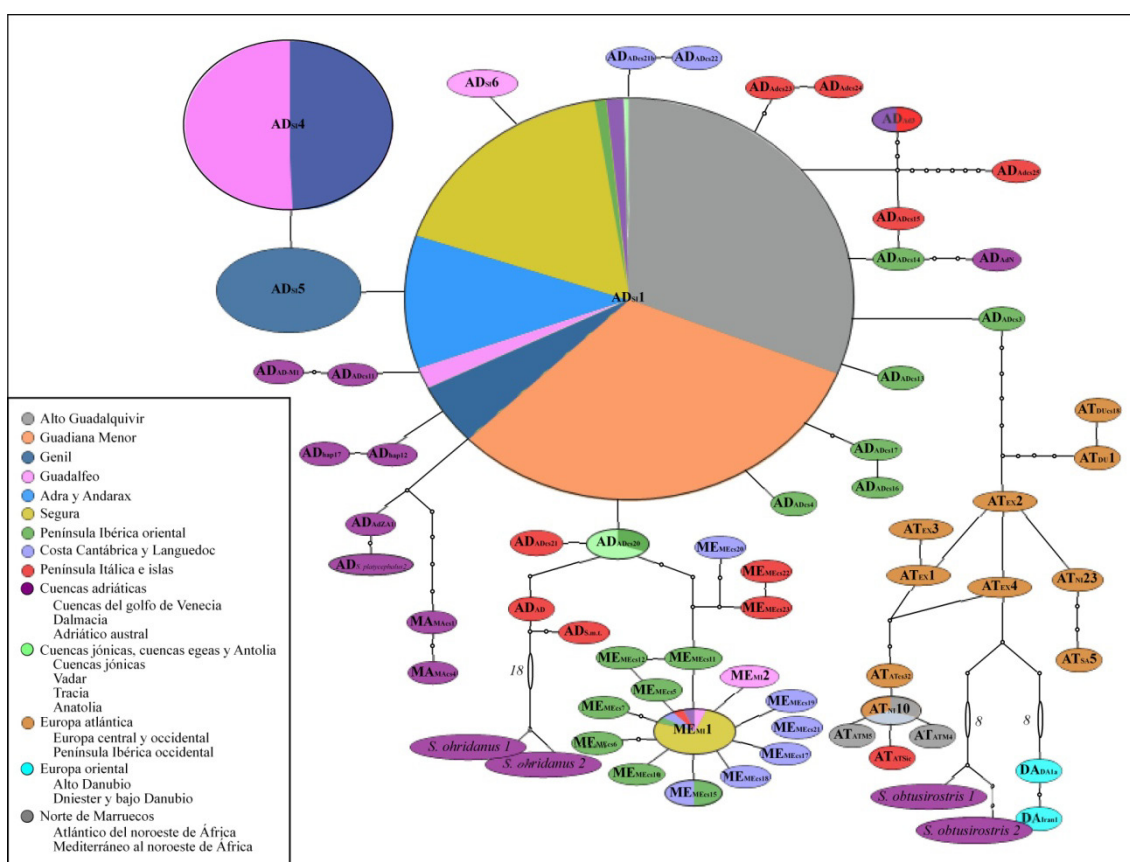 ADADcs21b
ADADcs22
ADSI6
ADAdcs23
ADAdcs24
ADSI4
ADAdcs25
ADADcs15
ADADcs14
ADAdN
ADSI5
ADSI1
ADADcs3
ADADcs13
ADAD-M1
ADADcs11
ATDUcs18
ATDU1
ADhap17
ADhap12
ADADcs17
ADADcs16
ADADcs4
ATEX2
ATEX3
ADAdZAD
ADS. platycephalus2
ADADcs21
ADADcs20
MEMEcs20
MEMEcs22
MEMEcs23
ATEX1
ATEX4
ATNI23
ADAD
ADS.m.t.
MAMAcs1
MAMAcs4
18
MEMEcs12
MEMEcs11
MEMEcs5
MEMI2
ATSA5
ATATcs32
MEMEcs7
MEMI1
MEMEcs19
MEMEcs21
ATNI10
8
8
MEMEcs6
MEMEcs17
ATATM5
ATATM4
ATATSic
S. ohridanus 1
S. ohridanus 2
MEMEcs10
MEMEcs18
MEMEcs15
S. obtusirostris 1
S. obtusirostris 2
DADA1a
DAIran1
Alto Guadalquivir
Guadiana Menor
Genil
Guadalfeo
Adra y Andarax
Segura
Península Ibérica oriental
Costa Cantábrica y Languedoc
Península Itálica e islas
Cuencas adriáticas
Cuencas del golfo de Venecia
Dalmacia
Adriático austral
Cuencas jónicas, cuencas egeas y Antolia
Cuencas jónicas
Vadar
Tracia
Anatolia
Europa atlántica
Europa central y occidental
Península Ibérica occidental
Europa oriental
Alto Danubio
Dniester y bajo Danubio
Norte de Marruecos
Atlántico del noroeste de África
Mediterráneo al noroeste de África